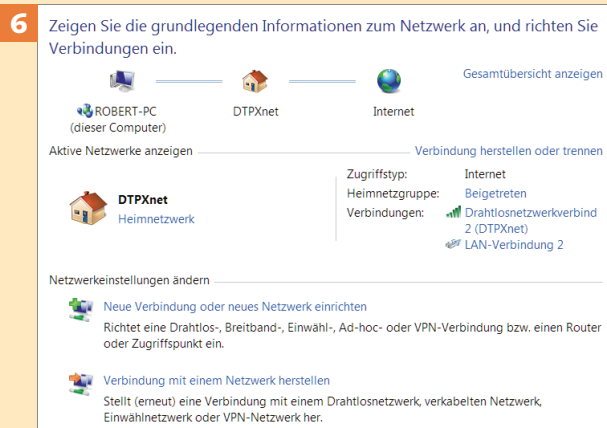 6
Zeigen Sie die grundlegenden Informationen zum Netzwerk an, und richten Sie
Verbindungen ein.
Gesamtübersicht anzeigen
ROBERT-PC
(dieser Computer)
DTPXnet
Internet
Aktive Netzwerke anzeigen
Verbindung herstellen oder trennen
DTPXnet
Heimnetzwerk
Zugriffstyp: Internet
Heimnetzgruppe: Beigetreten
Verbindungen: Drahtlosnetzwerkverbind
2 (DTPXnet)
LAN-Verbindung 2
Netzwerkeinstellungen ändern
Neue Verbindung oder neues Netzwerk einrichten
Richtet eine Drahtlos-, Breitband-, Einwähl-, Ad-hoc- oder VPN-Verbindung bzw. einen Router
oder Zugriffspunkt ein.
Verbindung mit einem Netzwerk herstellen
Stellt (erneut) eine Verbindung mit einem Drahtlosnetzwerk, verkabelten Netzwerk,
Einwählnetzwerk oder VPN-Netzwerk her.